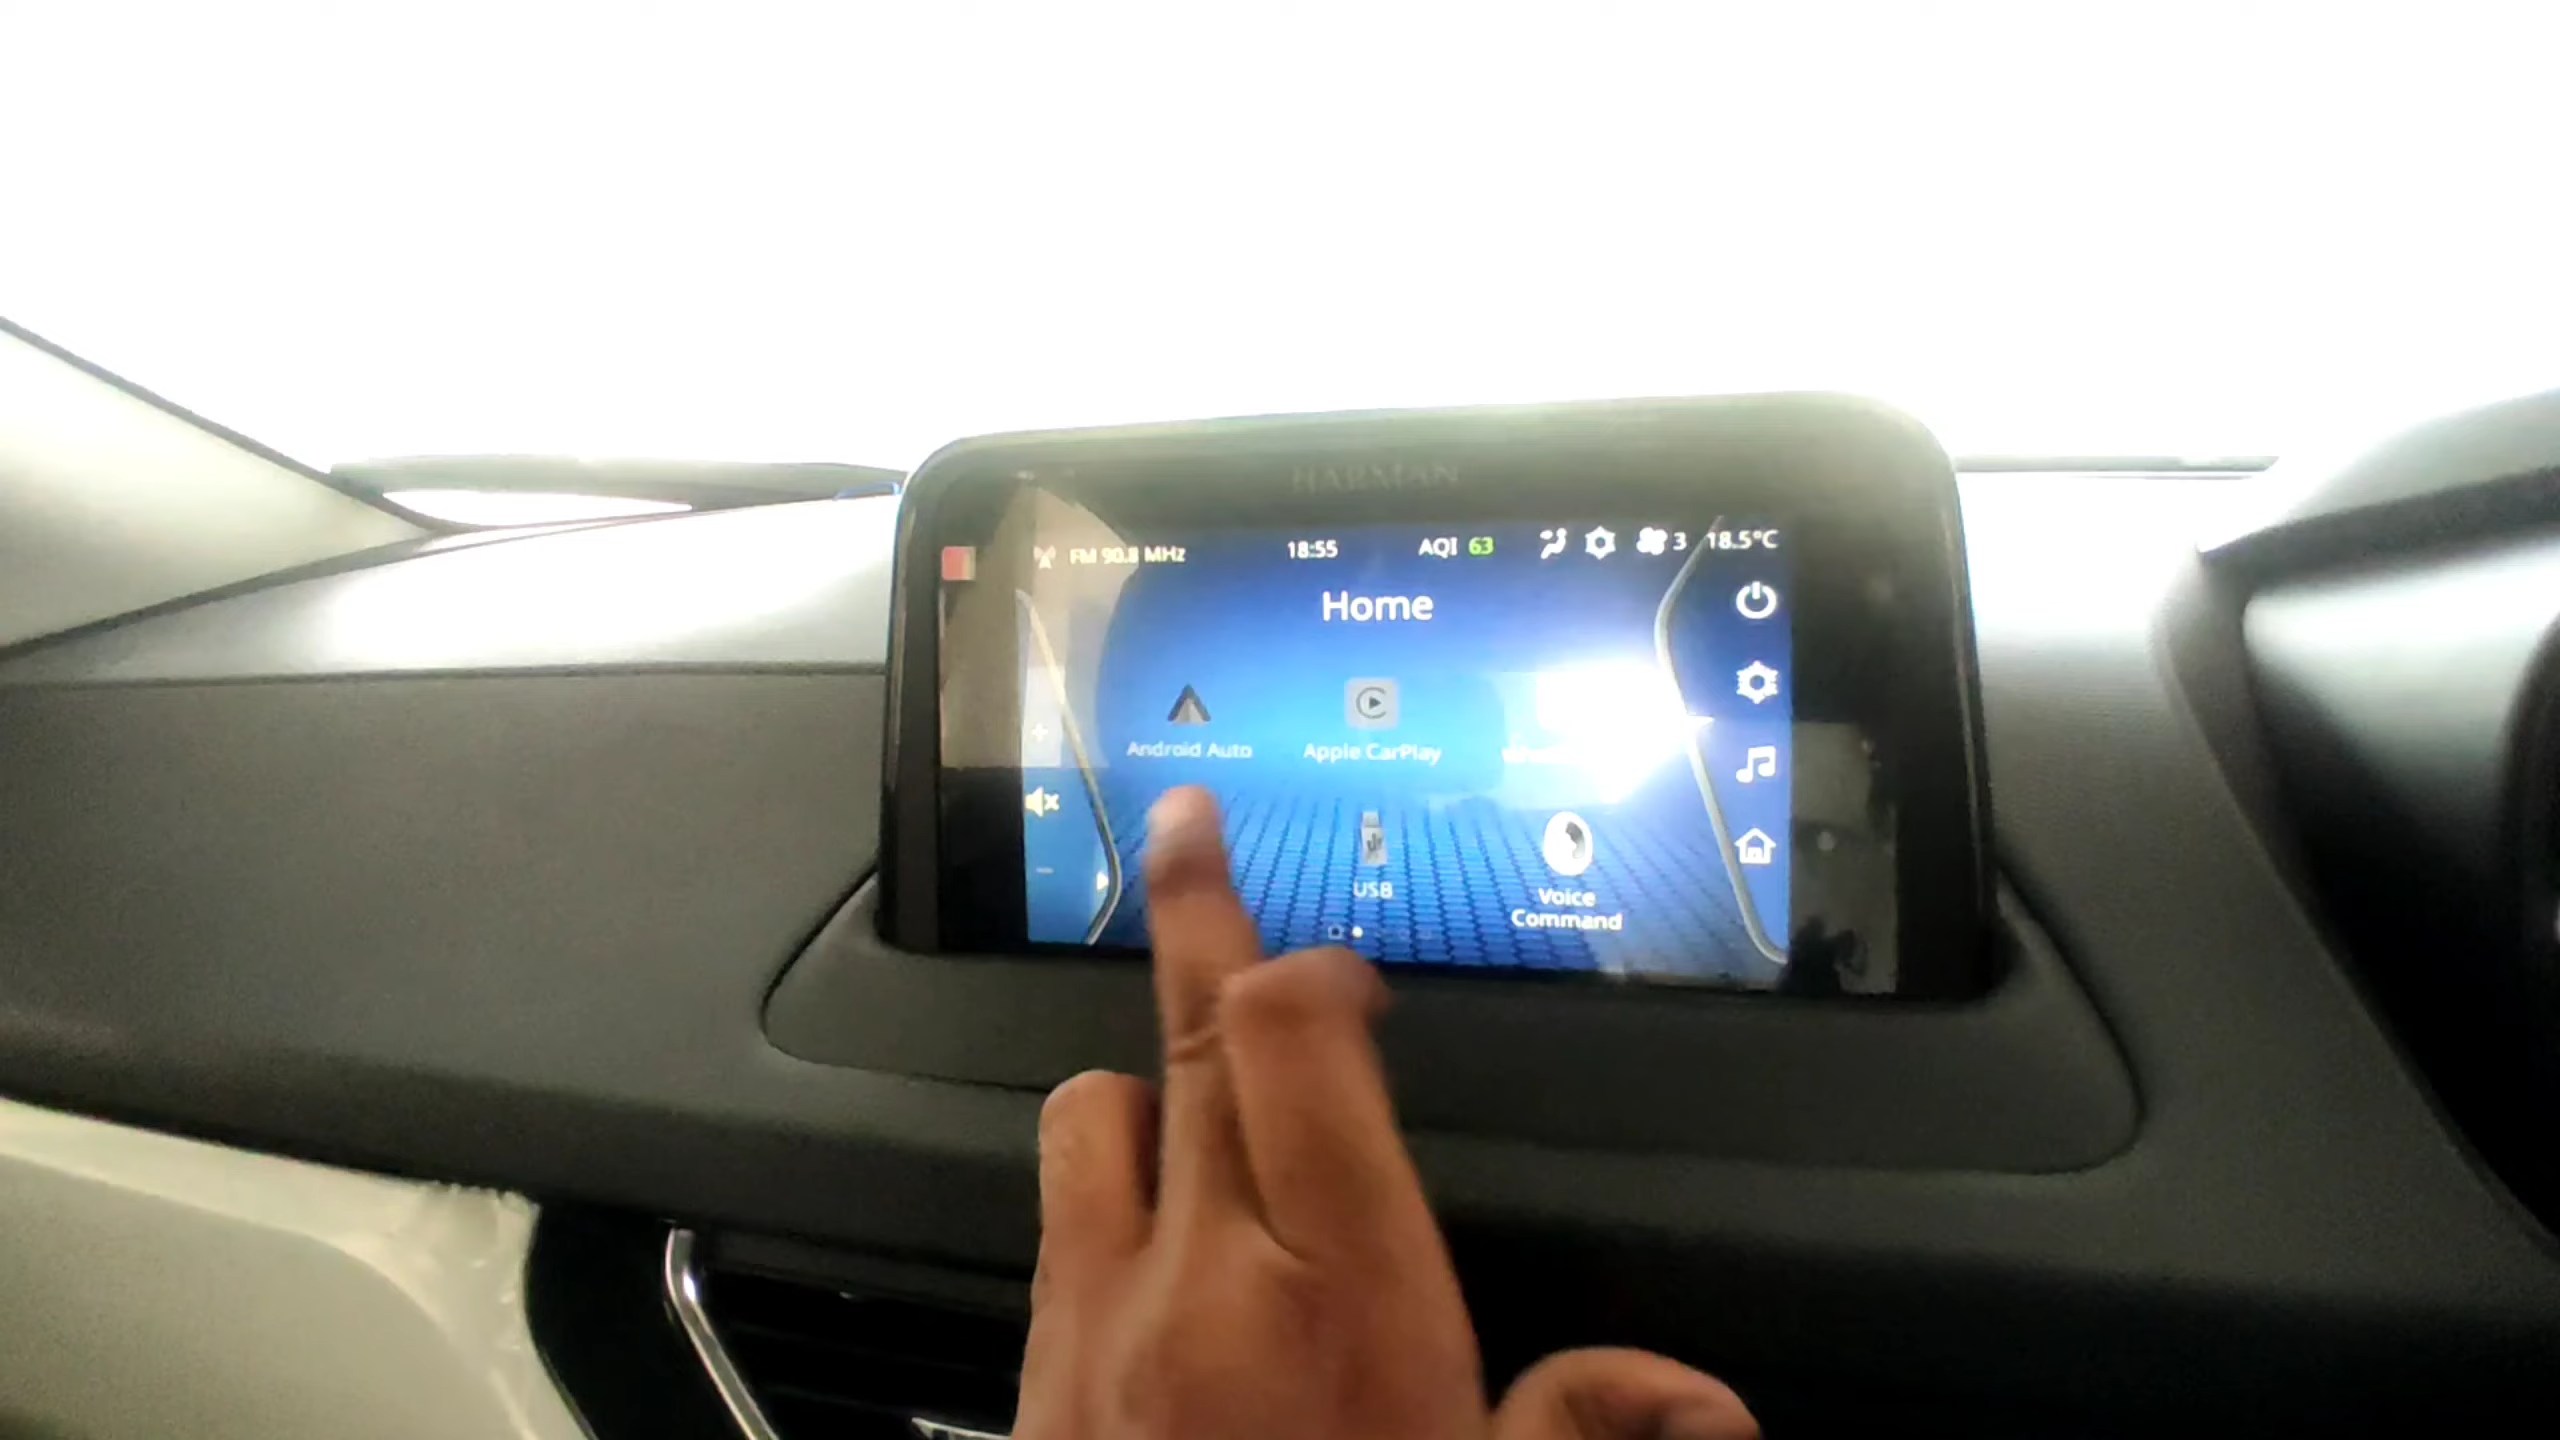 HARMAN
FM 90.8 MHz 18:55 AQI 63 3 18.5°C
Home
Android Auto Apple CarPlay
USB Voice
Command